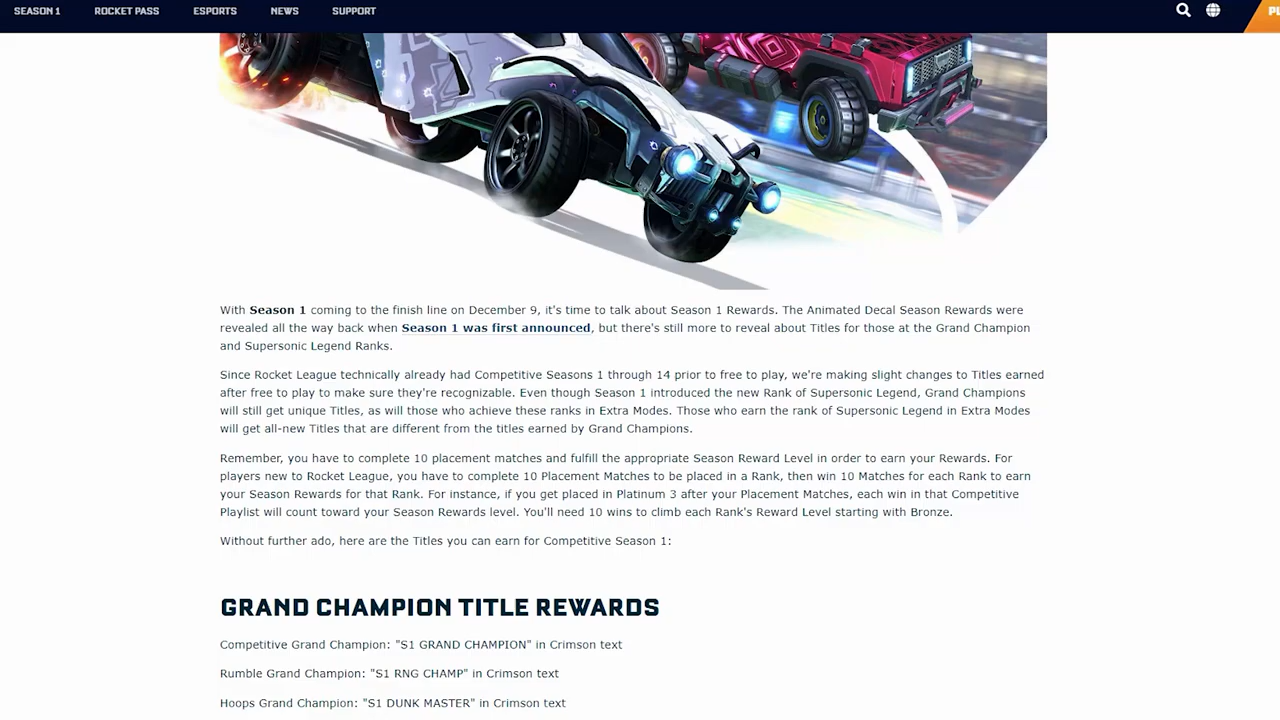 SEASON 1 ROCKET PASS ESPORTS NEWS SUPPORT
With Season 1 coming to the finish line on December 9, it's time to talk about Season 1 Rewards. The Animated Decal Season Rewards were
revealed all the way back when Season 1 was first announced, but there's still more to reveal about Titles for those at the Grand Champion
and Supersonic Legend Ranks.
Since Rocket League technically already had Competitive Seasons 1 through 14 prior to free to play, we're making slight changes to Titles earned
after free to play to make sure they're recognizable. Even though Season 1 introduced the new Rank of Supersonic Legend, Grand Champions
will still get unique Titles, as will those who achieve these ranks in Extra Modes. Those who earn the rank of Supersonic Legend in Extra Modes
will get all-new Titles that are different from the titles earned by Grand Champions.
Remember, you have to complete 10 placement matches and fulfill the appropriate Season Reward Level in order to earn your Rewards. For
players new to Rocket League, you have to complete 10 Placement Matches to be placed in a Rank, then win 10 Matches for each Rank to earn
your Season Rewards for that Rank. For instance, if you get placed in Platinum 3 after your Placement Matches, each win in that Competitive
Playlist will count toward your Season Rewards level. You'll need 10 wins to climb each Rank's Reward Level starting with Bronze.
Without further ado, here are the Titles you can earn for Competitive Season 1:
GRAND CHAMPION TITLE REWARDS
Competitive Grand Champion: "S1 GRAND CHAMPION" in Crimson text
Rumble Grand Champion: "S1 RNG CHAMP" in Crimson text
Hoops Grand Champion: "S1 DUNK MASTER" in Crimson text